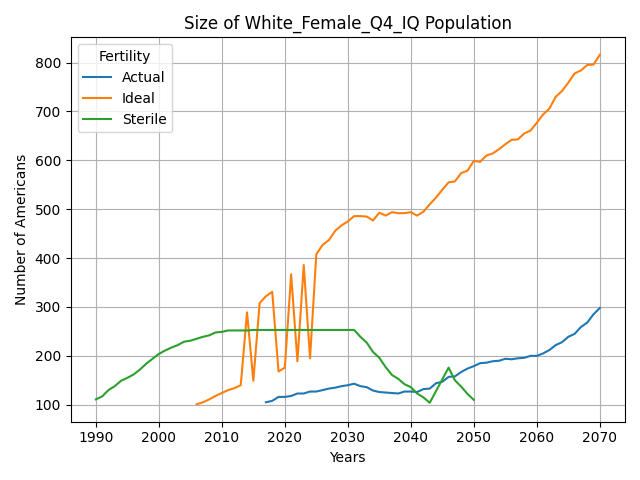 Size of White_Female_Q4_IQ Population
Fertility
Actual
Ideal
Sterile
Number of Americans
800
700
600
500
400
300
200
100
1990 2000 2010 2020 2030 2040 2050 2060 2070
Years